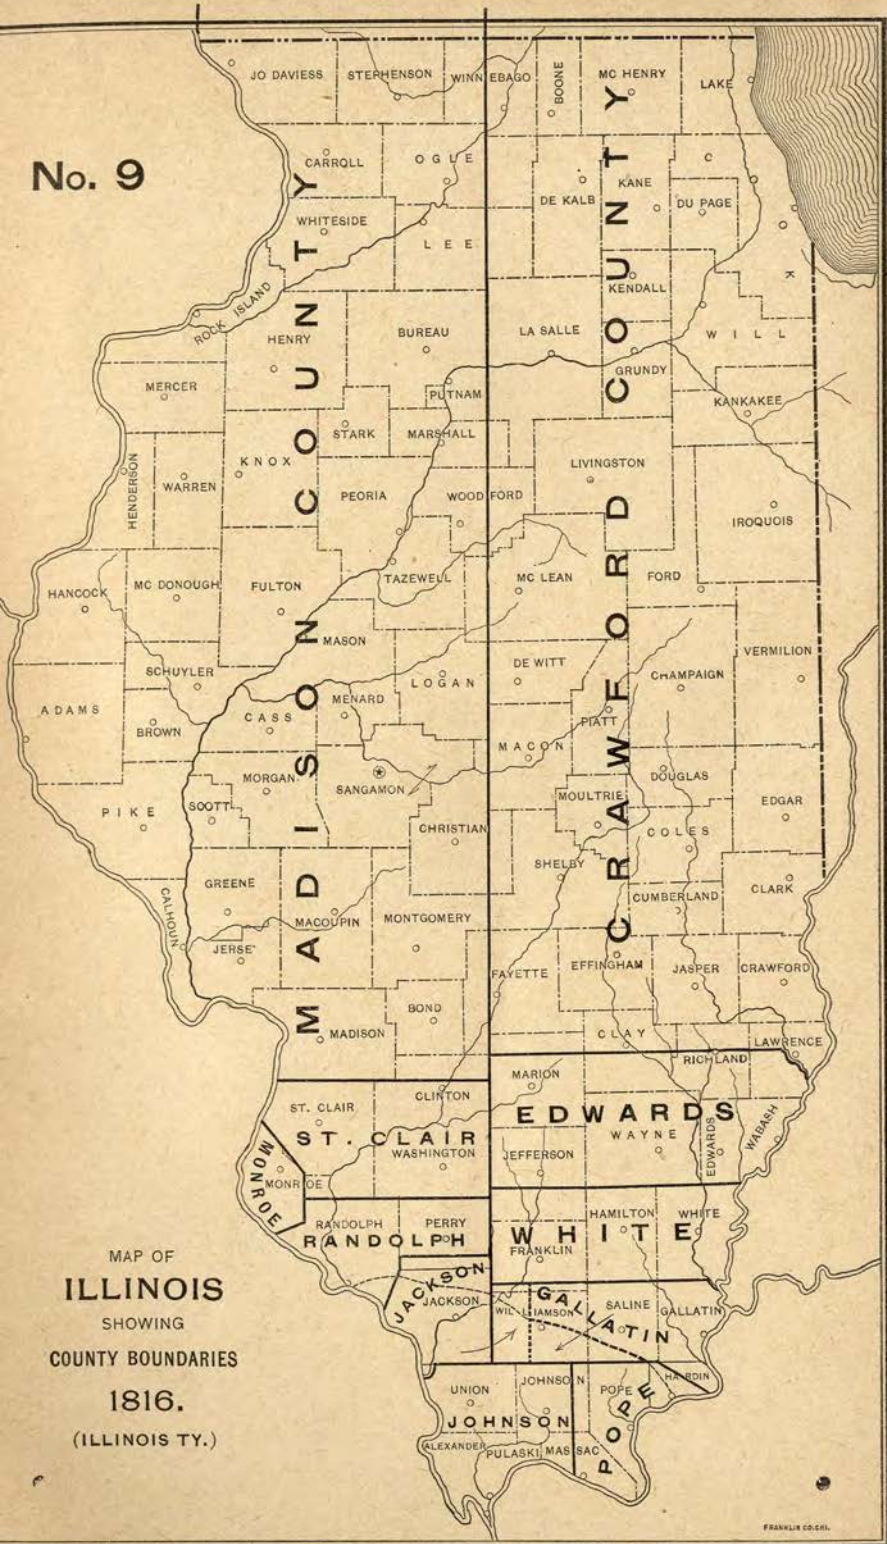 No. 9
JO DAVIESS
STEPHENSON
WINNEBAGO
BOONE
MC HENRY
LAKE
CARROLL
OGLE
DE KALB
KANE
C
DU PAGE
WHITESIDE
LEE
K
ROCK ISLAND
KENDALL
HENRY
BUREAU
LA SALLE
WILL
GRUNDY
MERCER
PUTNAM
KANKAKEE
STARK
MARSHALL
HENDERSON
WARREN
KNOX
PEORIA
WOODFORD
LIVINGSTON
IROQUOIS
HANCOCK
MC DONOUGH
FULTON
TAZEWELL
MC LEAN
FORD
MASON
SCHUYLER
LOGAN
DE WITT
CHAMPAIGN
VERMILION
ADAMS
BROWN
CASS
MENARD
MACON
PIATT
MORGAN
SANGAMON
DOUGLAS
PIKE
SCOTT
CHRISTIAN
MOULTRIE
COLES
EDGAR
SHELBY
CALHOUN
GREENE
MACOUPIN
MONTGOMERY
CUMBERLAND
CLARK
JERSEY
FAYETTE
EFFINGHAM
JASPER
CRAWFORD
MADISON
BOND
CLAY
RICHLAND
LAWRENCE
MADISON COUNTY
CRAWFORD COUNTY
ST. CLAIR
CLINTON
MARION
EDWARDS
WAYNE
EDWARDS
WABASH
ST. CLAIR
WASHINGTON
JEFFERSON
MONROE
MONROE
RANDOLPH
PERRY
RANDOLPH
HAMILTON
WHITE
WHITE
FRANKLIN
JACKSON
JACKSON
WILLIAMSON
GALLATIN
SALINE
GALLATIN
UNION
JOHNSON
POPE
HARDIN
JOHNSON
POPE
ALEXANDER
PULASKI
MASSAC
MAP OF
ILLINOIS
SHOWING
COUNTY BOUNDARIES
1816.
(ILLINOIS TY.)
FRANKLIN CO. CHI.